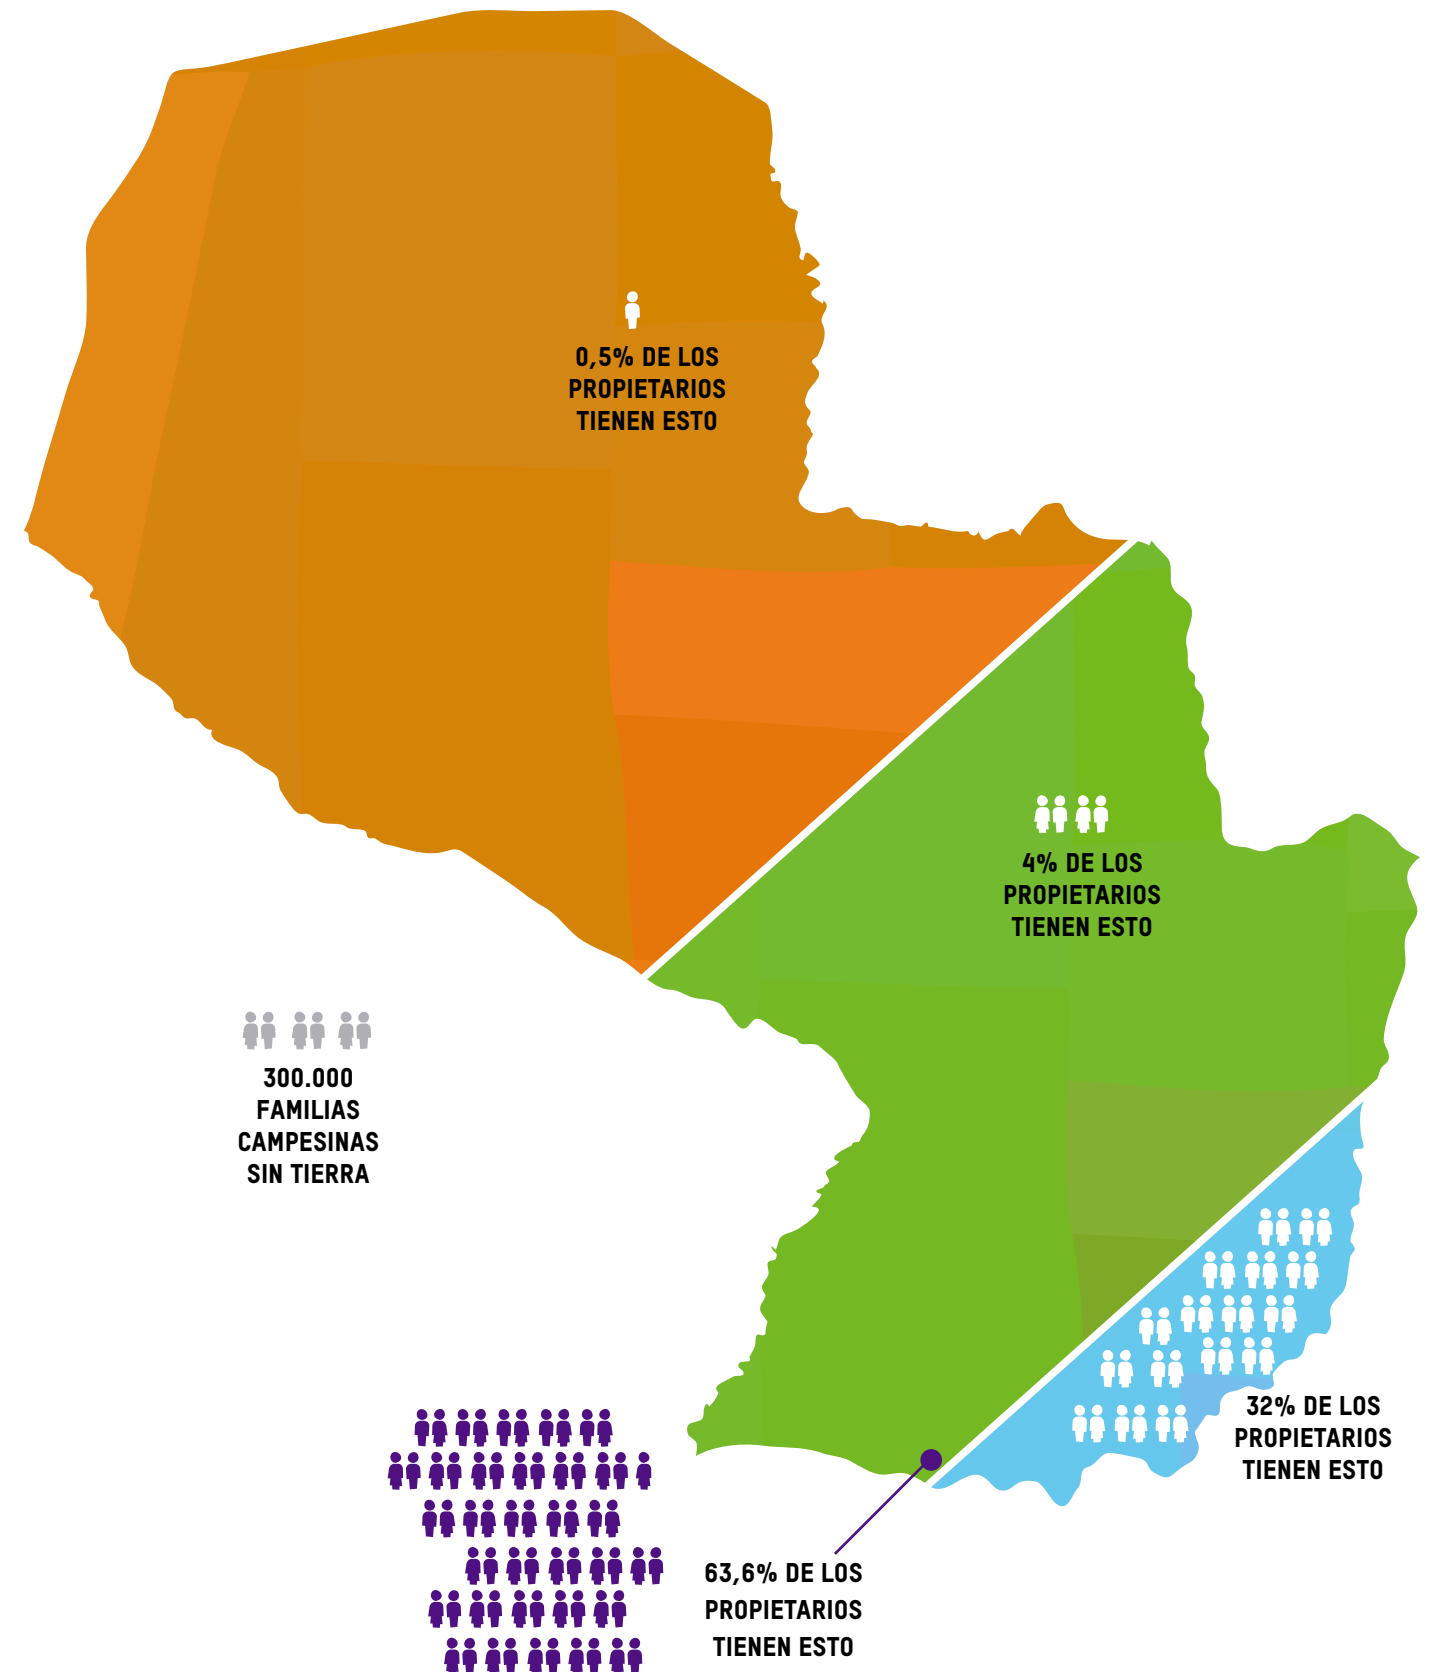 0,5% DE LOS
PROPIETARIOS
TIENEN ESTO
4% DE LOS
PROPIETARIOS
TIENEN ESTO
300.000
FAMILIAS
CAMPESINAS
SIN TIERRA
32% DE LOS
PROPIETARIOS
TIENEN ESTO
63,6% DE LOS
PROPIETARIOS
TIENEN ESTO